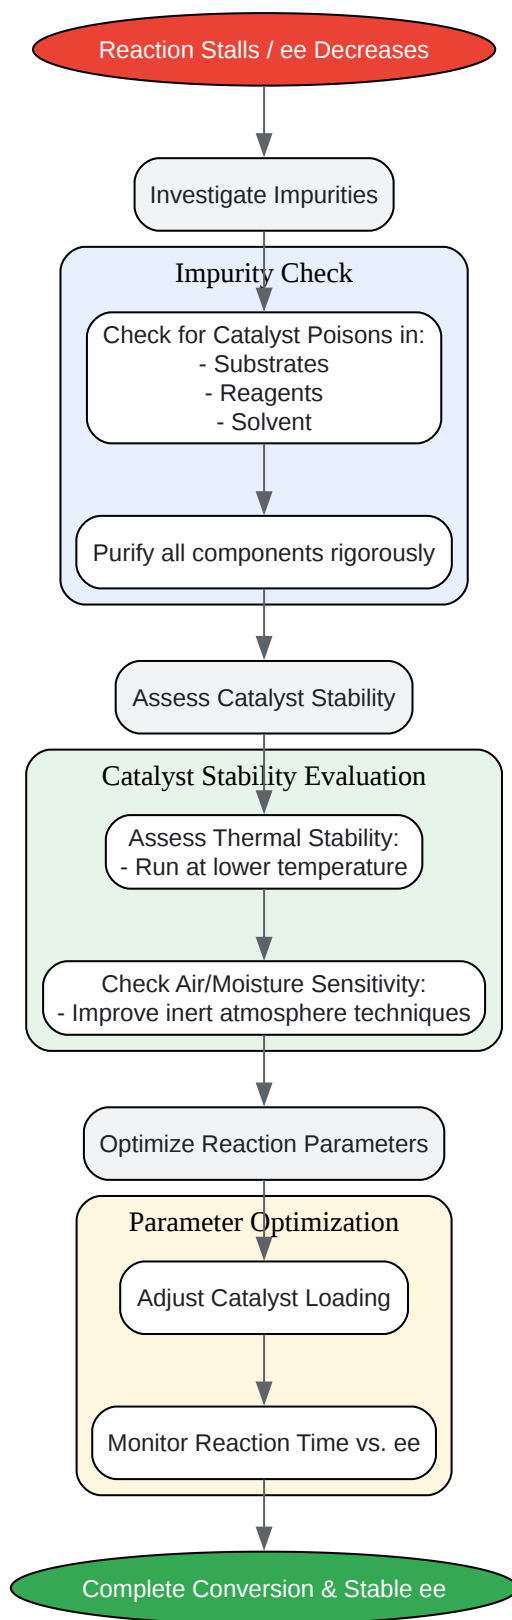 Reaction Stalls / ee Decreases
Investigate Impurities
Impurity Check
Check for Catalyst Poisons in:
- Substrates
- Reagents
- Solvent
Purify all components rigorously
Assess Catalyst Stability
Catalyst Stability Evaluation
Assess Thermal Stability:
- Run at lower temperature
Check Air/Moisture Sensitivity:
- Improve inert atmosphere techniques
Optimize Reaction Parameters
Parameter Optimization
Adjust Catalyst Loading
Monitor Reaction Time vs. ee
Complete Conversion & Stable ee